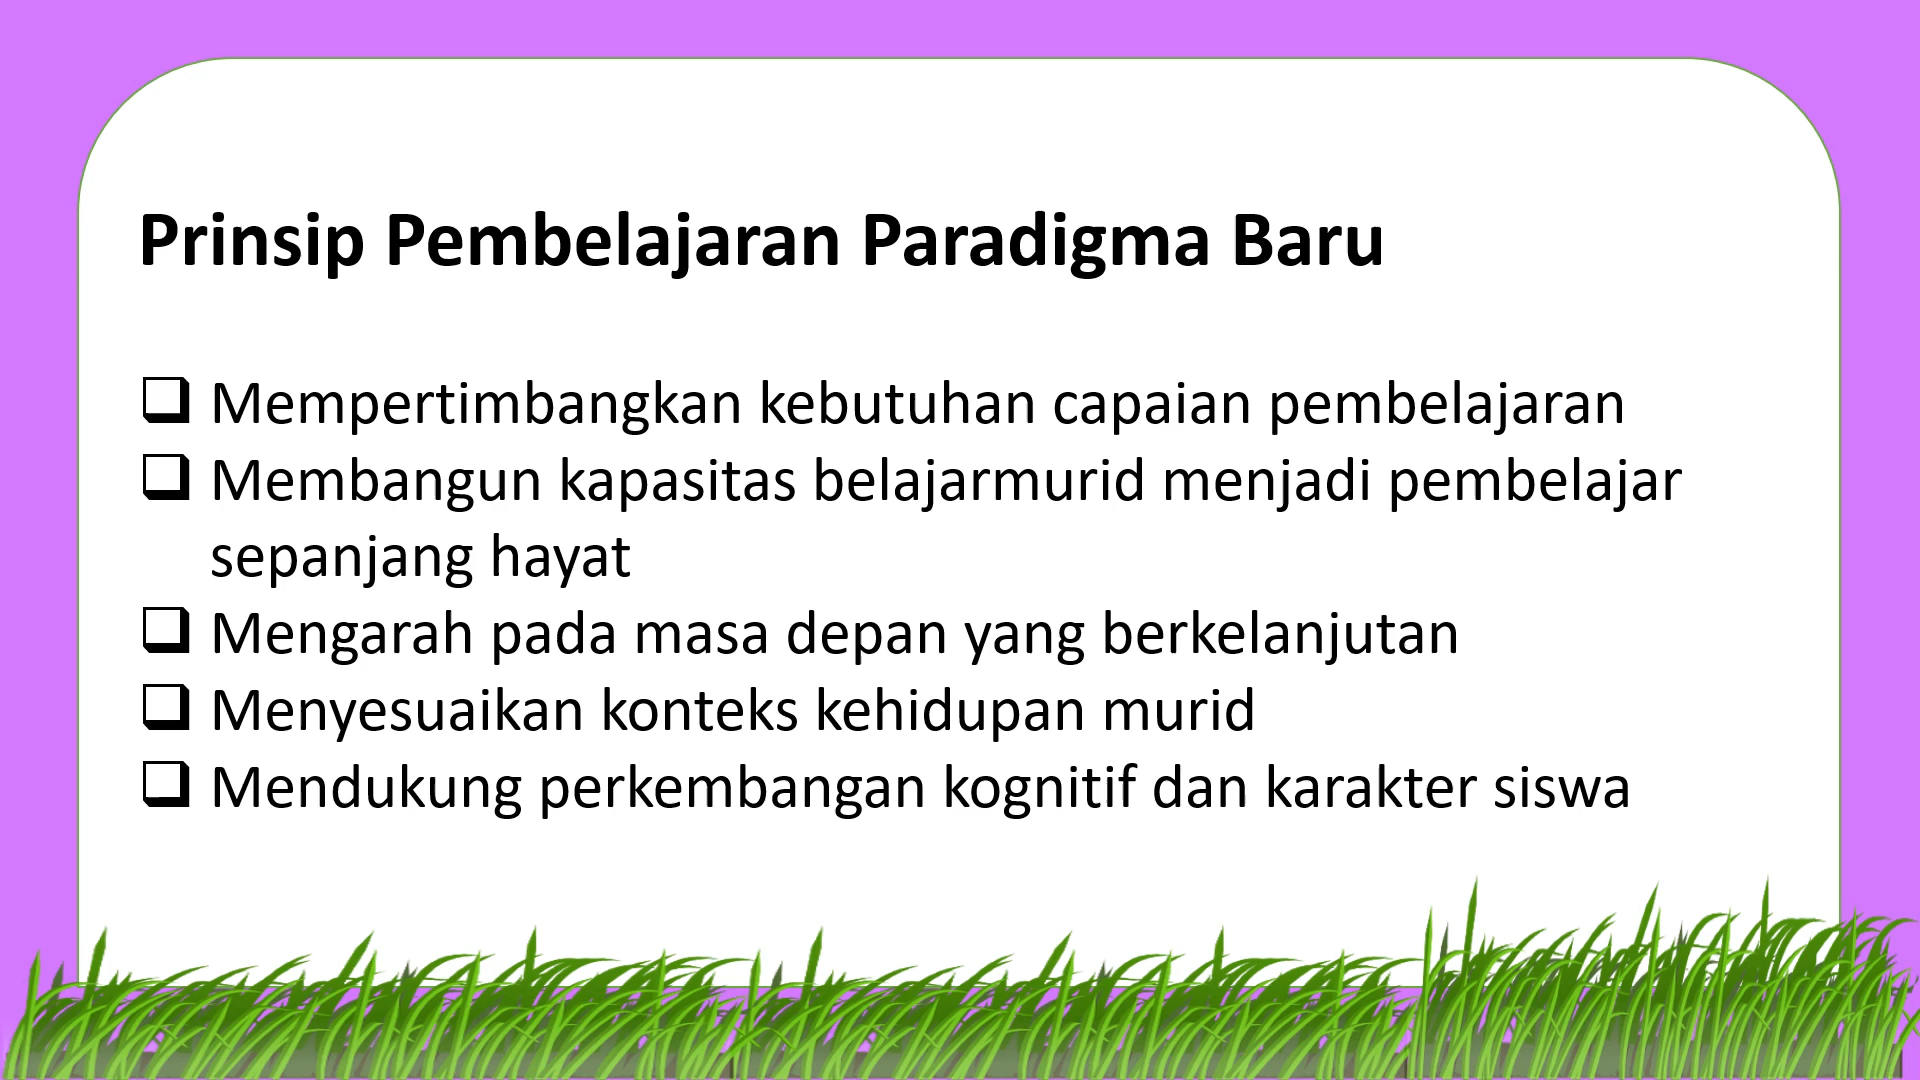 Prinsip Pembelajaran Paradigma Baru
❑ Mempertimbangkan kebutuhan capaian pembelajaran
❑ Membangun kapasitas belajarmurid menjadi pembelajar
sepanjang hayat
❑ Mengarah pada masa depan yang berkelanjutan
❑ Menyesuaikan konteks kehidupan murid
❑ Mendukung perkembangan kognitif dan karakter siswa